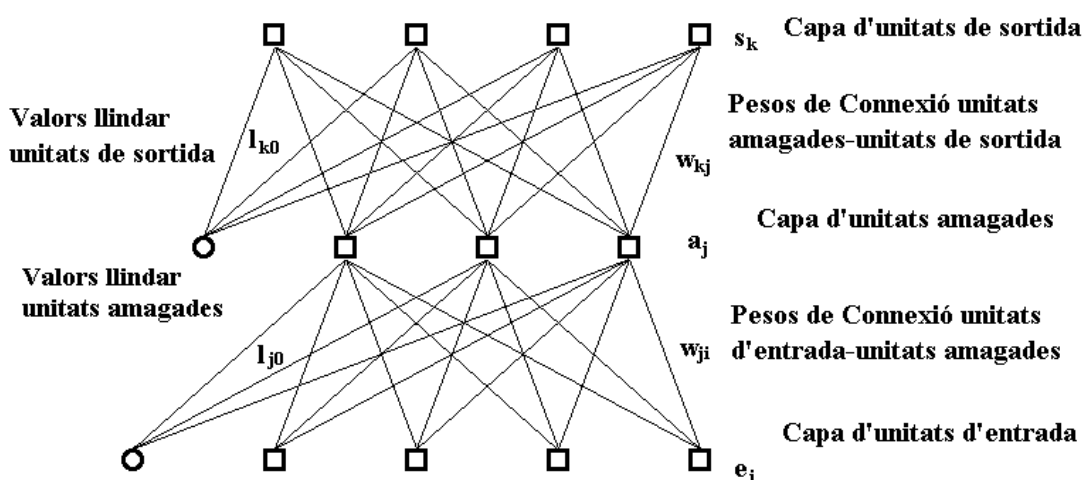 s_k Capa d'unitats de sortida
Valors llindar
unitats de sortida
l_k0
Pesos de Connexió unitats
amagades-unitats de sortida
w_kj
Capa d'unitats amagades
a_j
Valors llindar
unitats amagades
l_j0
Pesos de Connexió unitats
d'entrada-unitats amagades
w_ji
Capa d'unitats d'entrada
e_i